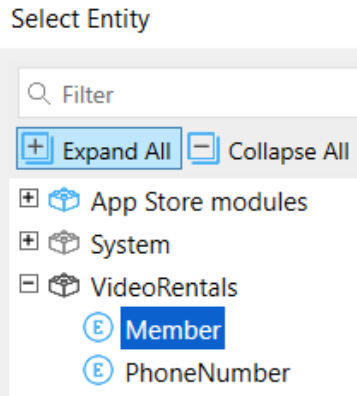 Select Entity
Filter
Expand All Collapse All
App Store modules
System
VideoRentals
E Member
E PhoneNumber